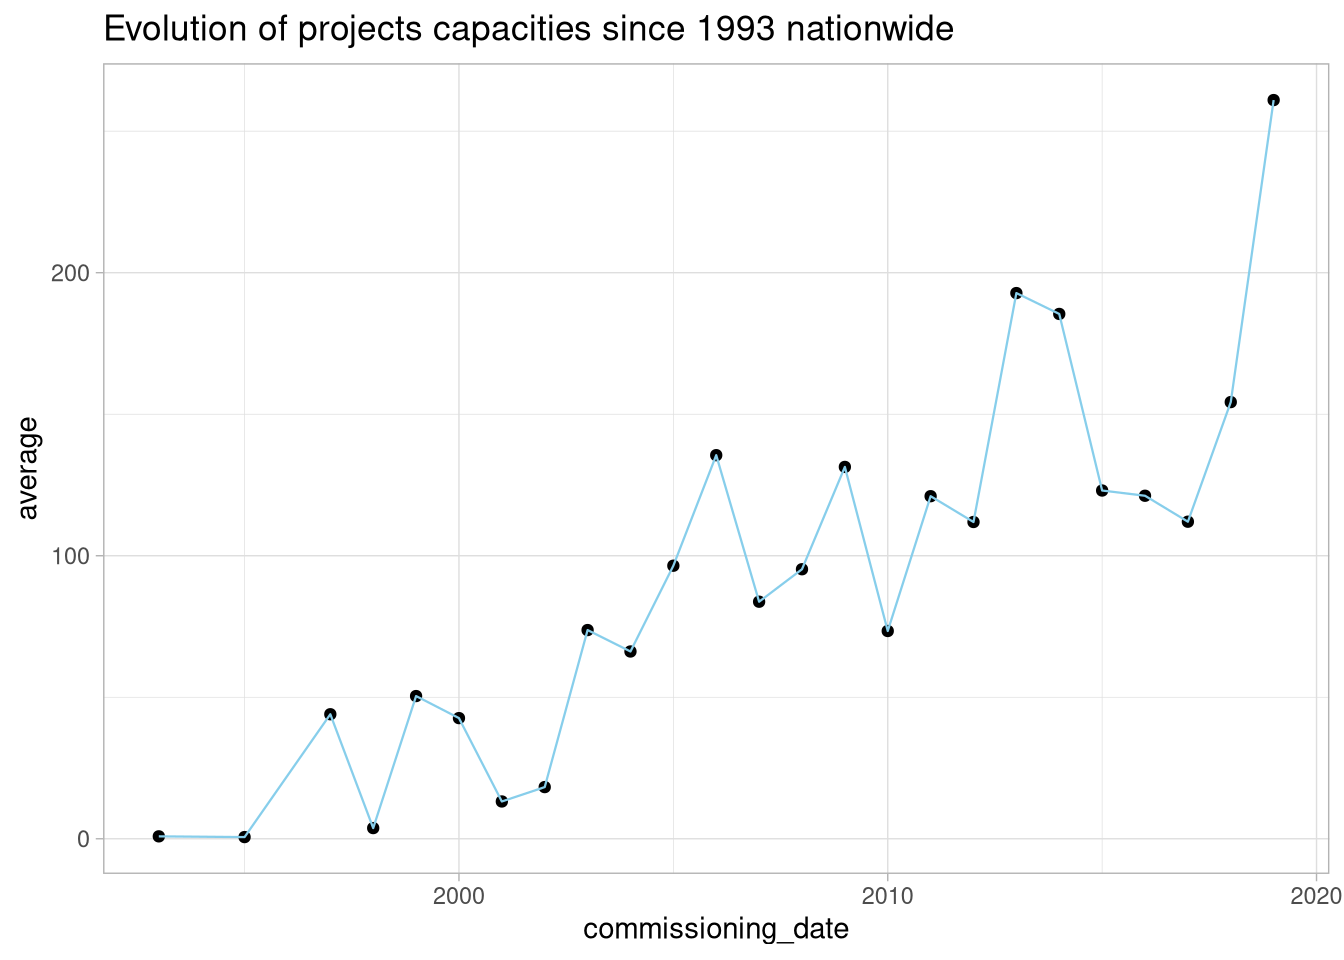 Evolution of projects capacities since 1993 nationwide
average
200
100
0
2000
2010
2020
commissioning_date